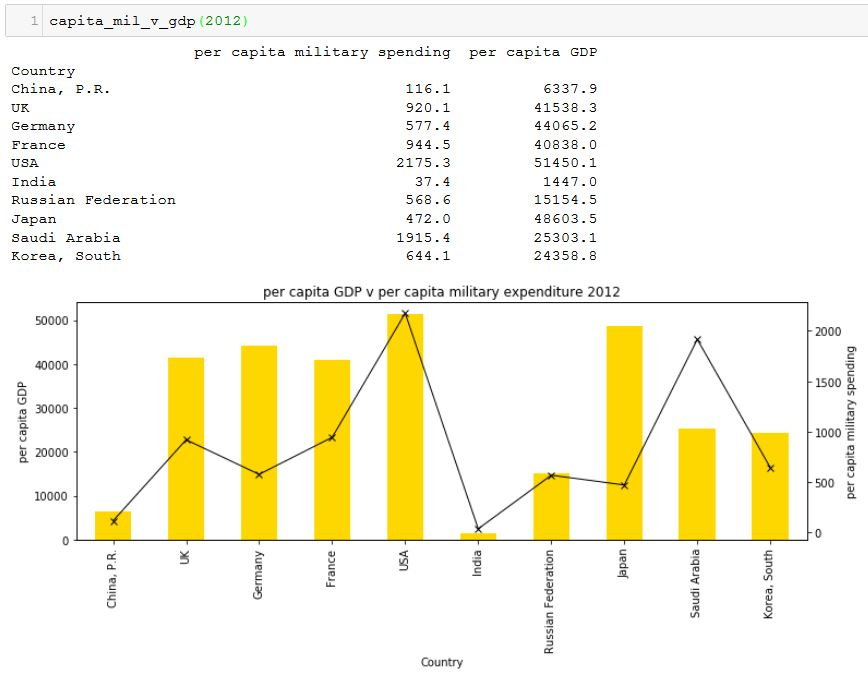 1 capita_mil_v_gdp(2012)
per capita military spending per capita GDP
Country
China, P.R. 116.1 6337.9
UK 920.1 41538.3
Germany 577.4 44065.2
France 944.5 40838.0
USA 2175.3 51450.1
India 37.4 1447.0
Russian Federation 568.6 15154.5
Japan 472.0 48603.5
Saudi Arabia 1915.4 25303.1
Korea, South 644.1 24358.8
per capita GDP v per capita military expenditure 2012
per capita GDP
50000
40000
30000
20000
10000
0
2000
1500
1000
500
0
per capita military spending
China, P.R.
UK
Germany
France
USA
India
Russian Federation
Japan
Saudi Arabia
Korea, South
Country